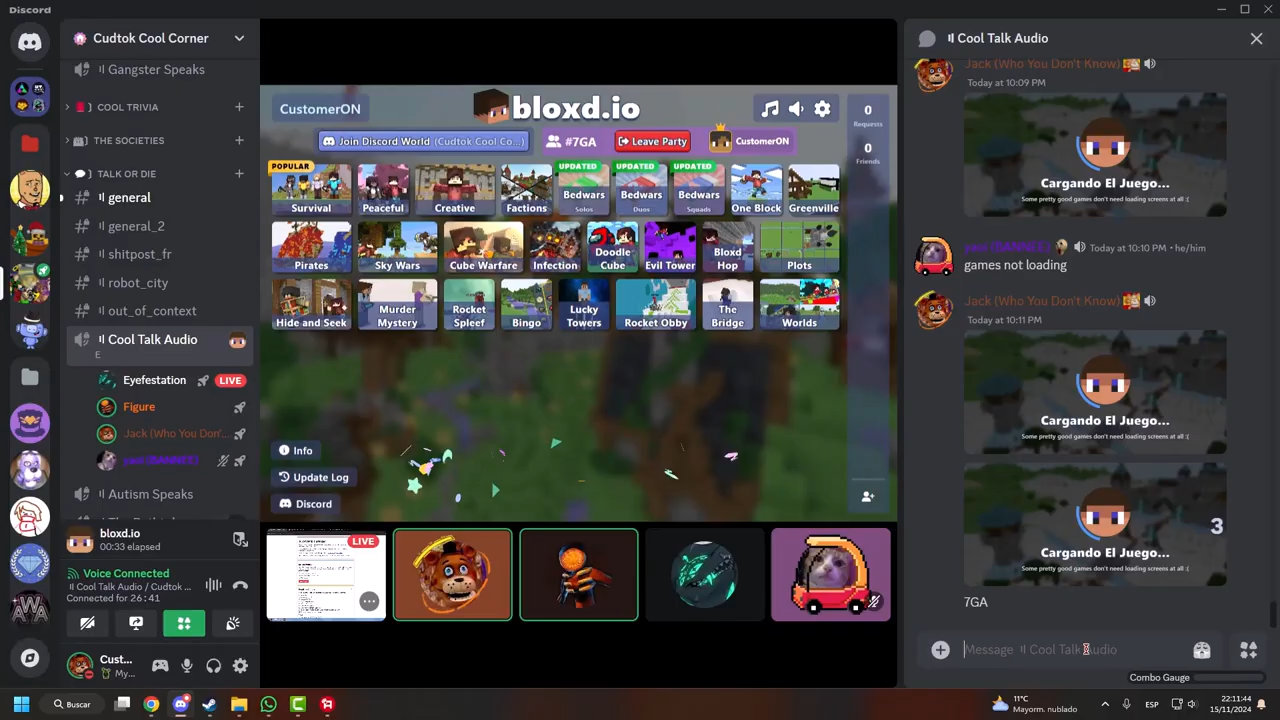 Discord
Cudtok Cool Corner
Gangster Speaks
COOL TRIVIA
THE SOCIETIES
TALK OR DIE
general
general_2
shitpost_fr
robot_city
out_of_context
Cool Talk Audio
E
Eyefestation
LIVE
Figure
Jack (Who You Don'...
yaoi (BANNEE)
Autism Speaks
bloxd.io
00:33 elapsed
Voice Connected
Cool Talk Audio / Cudtok ...
Connected for 26:41
Cust...
My...
CustomerON
bloxd.io
Join Discord World (Cudtok Cool Co...)
#7GA
Leave Party
CustomerON
0
Requests
0
Friends
POPULAR
UPDATED
UPDATED
UPDATED
Survival
Peaceful
Creative
Factions
Bedwars
Solos
Bedwars
Duos
Bedwars
Squads
One Block
Greenville
Pirates
Sky Wars
Cube Warfare
Infection
Doodle
Cube
Evil Tower
Bloxd
Hop
Plots
Hide and Seek
Murder
Mystery
Rocket
Spleef
Bingo
Lucky
Towers
Rocket Obby
The
Bridge
Worlds
Info
Update Log
Discord
LIVE
Cool Talk Audio
Jack (Who You Don't Know)
Today at 10:09 PM
Cargando El Juego...
Some pretty good games don't need loading screens at all :(
yaoi (BANNEE)
Today at 10:10 PM • he/him
games not loading
Jack (Who You Don't Know)
Today at 10:11 PM
Cargando El Juego...
Some pretty good games don't need loading screens at all :(
3
Cargando El Juego...
Some pretty good games don't need loading screens at all :(
7GA
Message Cool Talk Audio
Combo Gauge
Buscar
11°C
Mayorm. nublado
ESP
22:11:44
15/11/2024